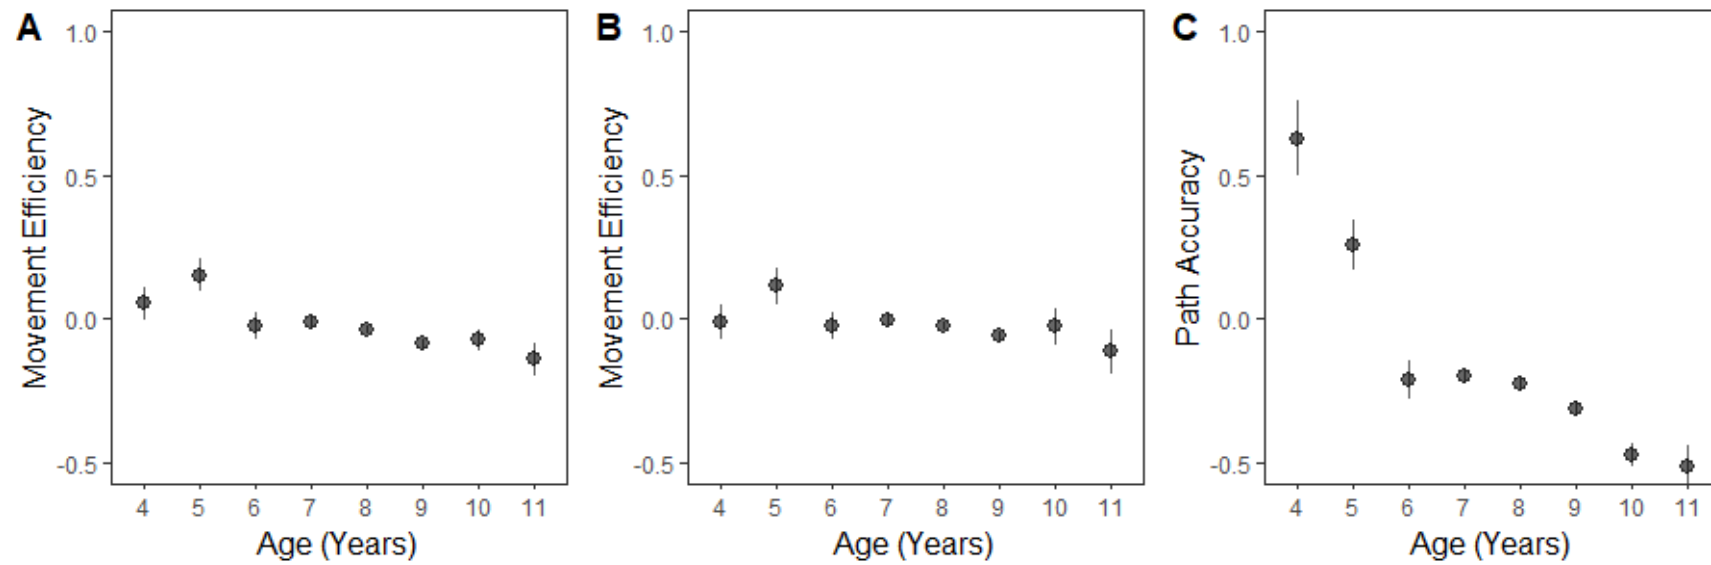 A
1.0
0.5
0.0
-0.5
Movement Efficiency
4 5 6 7 8 9 10 11
Age (Years)
B
1.0
0.5
0.0
-0.5
Movement Efficiency
4 5 6 7 8 9 10 11
Age (Years)
C
1.0
0.5
0.0
-0.5
Path Accuracy
4 5 6 7 8 9 10 11
Age (Years)